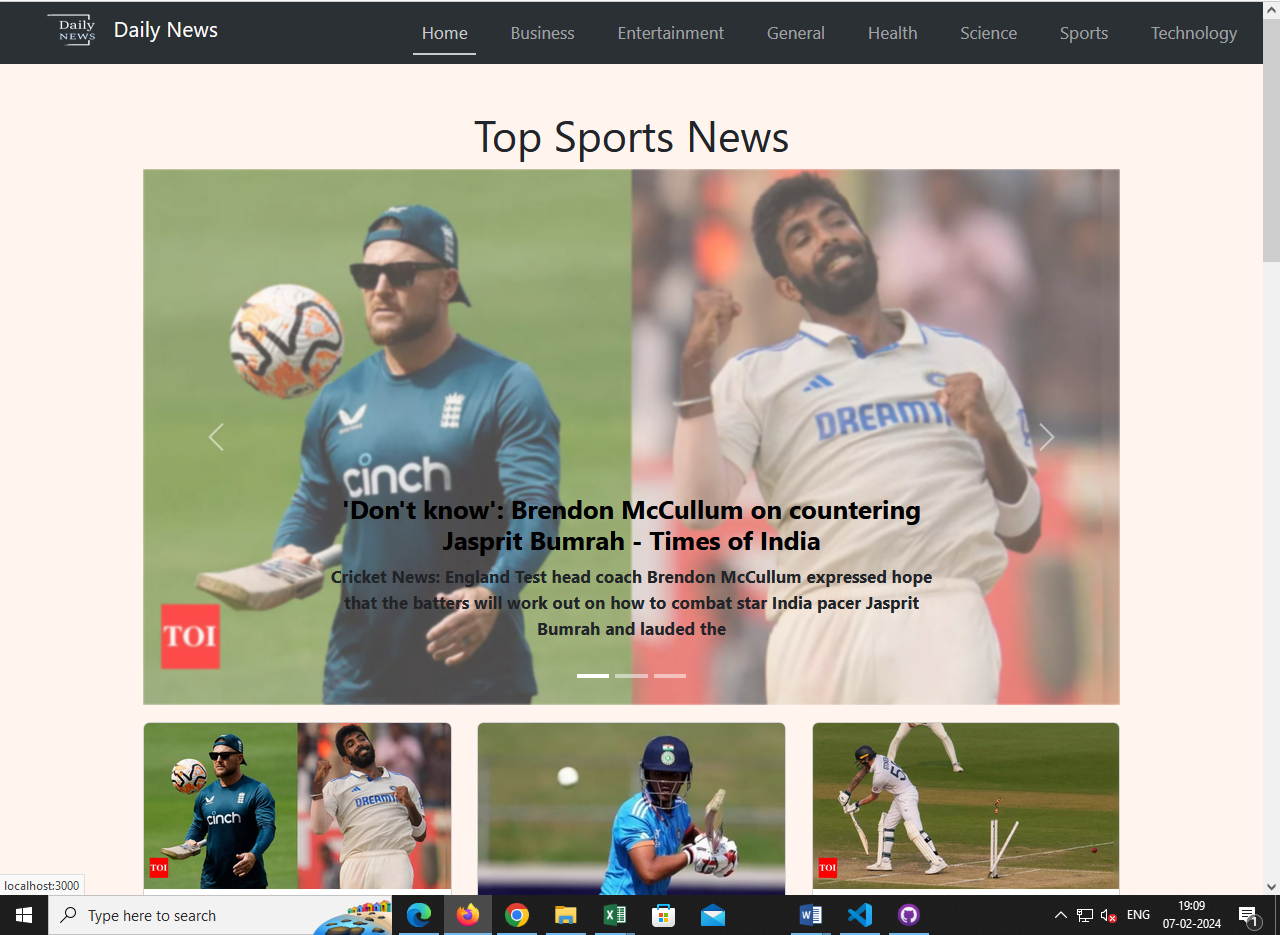 Daily
NEWS
Daily News
Home
Business
Entertainment
General
Health
Science
Sports
Technology
Top Sports News
cinch
DREAM11
'Don't know': Brendon McCullum on countering
Jasprit Bumrah - Times of India
Cricket News: England Test head coach Brendon McCullum expressed hope
that the batters will work out on how to combat star India pacer Jasprit
Bumrah and lauded the
TOI
cinch
DREAM11
TOI
TOI
localhost:3000
Type here to search
ENG
19:09
07-02-2024
1